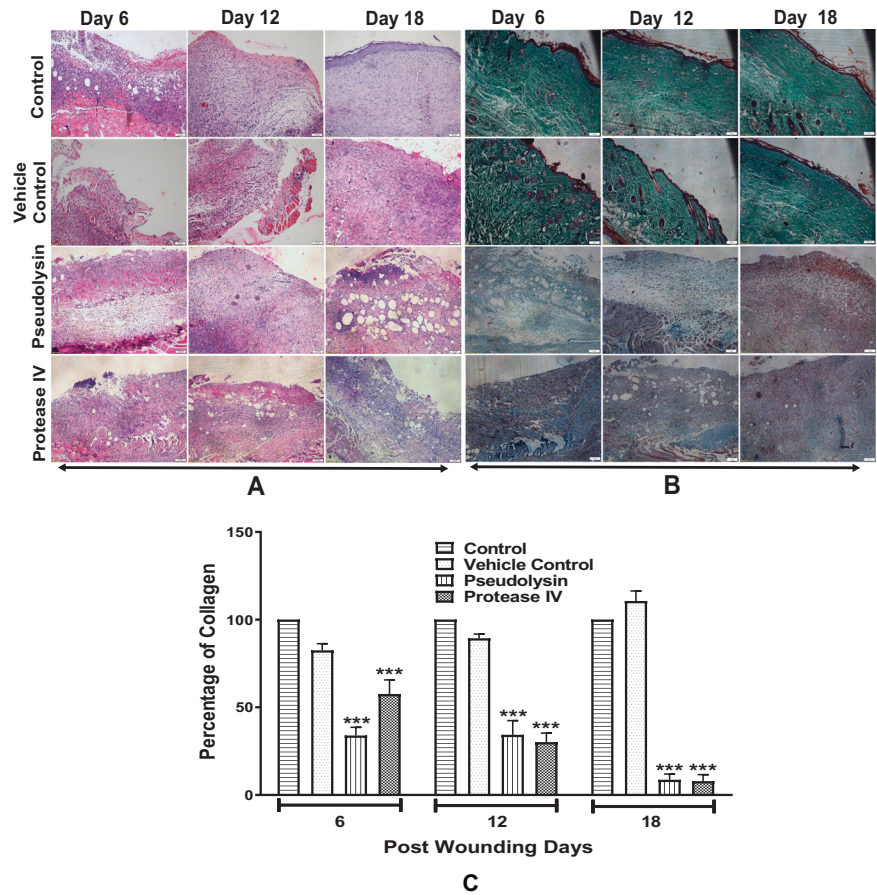 Day 6 Day 12 Day 18 Day 6 Day 12 Day 18
Control
Vehicle
Control
Pseudolysin
Protease IV
A B
150
100
50
0
Percentage of Collagen
Control
Vehicle Control
Pseudolysin
Protease IV
*** *** *** *** *** ***
6 12 18
Post Wounding Days
C